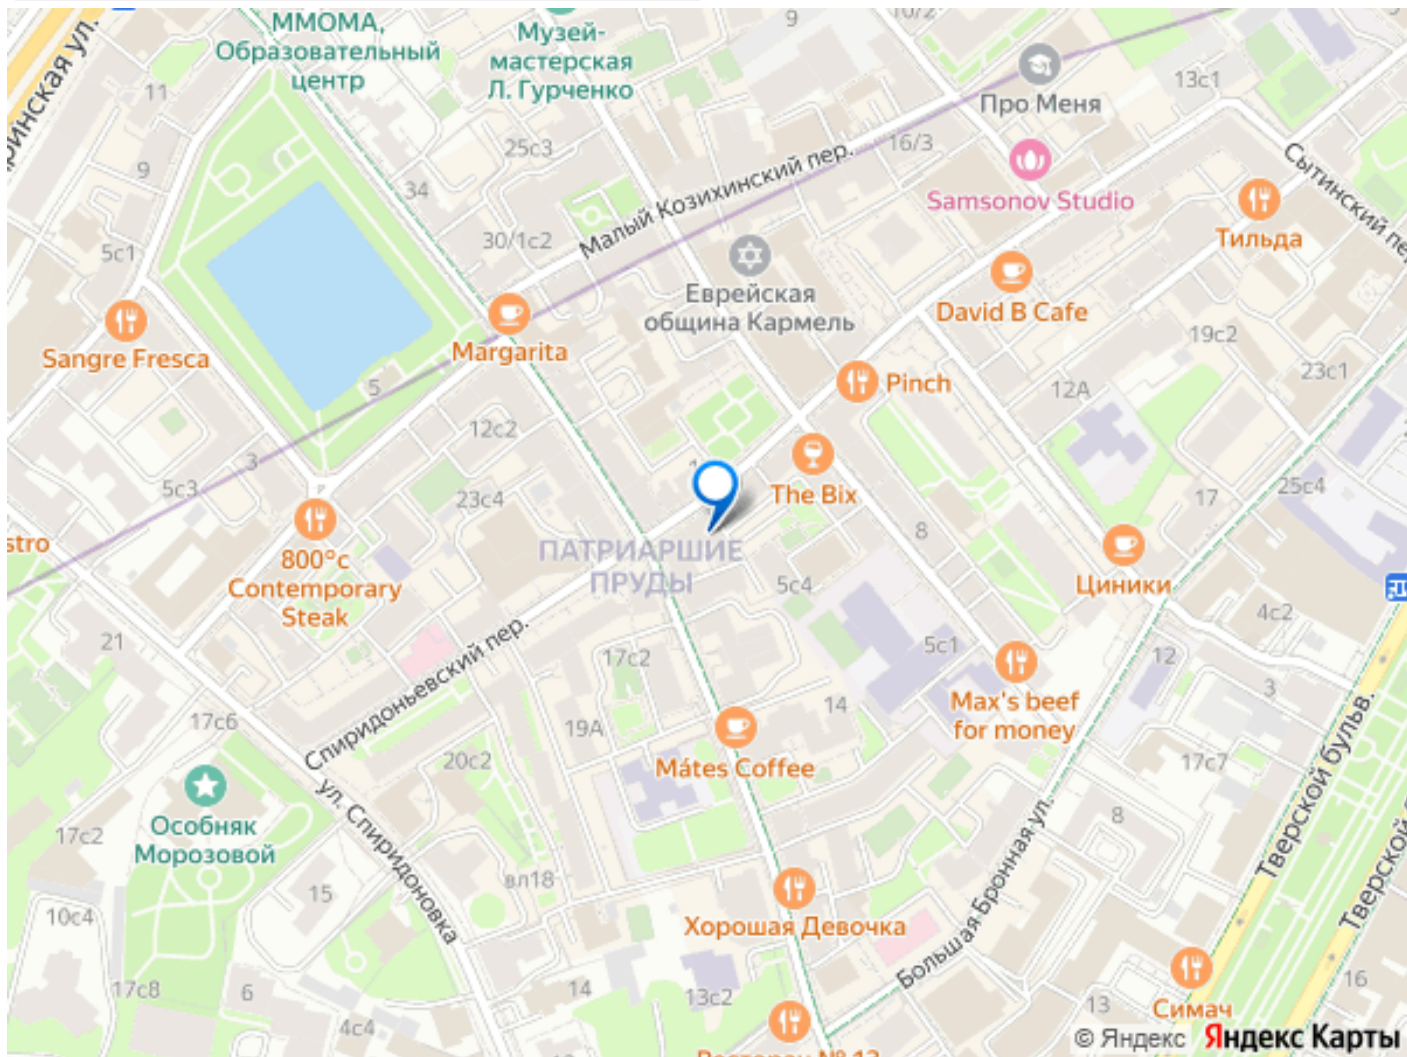 ММОМА,
Образовательный
центр
Музей-
мастерская
Л. Гурченко
9
10/2
Про Меня
13с1
11
25с3
16/3
Малый Козихинский пер.
Samsonov Studio
Сытинский пе
Тильда
9
34
30/1с2
5с1
Еврейская
община Кармель
David B Cafe
Sangre Fresca
Margarita
19с2
23с1
5
Pinch
12А
12с2
3
5с3
23с4
The Bix
17
25с4
8
stro
800°c
Contemporary
Steak
ПАТРИАРШИЕ
ПРУДЫ
5с4
Циники
4с2
21
Спиридоньевский пер.
17с2
5с1
12
3
Max's beef
for money
17с6
19А
14
20с2
Mátes Coffee
17с7
Тверской бульв.
Особняк
Морозовой
17с2
ул. Спиридоновка
8
15
вл18
Большая Бронная ул.
Тверской
10с4
Хорошая Девочка
17с8
6
14
13с2
4с4
13
16
Симач
© Яндекс Яндекс Карты